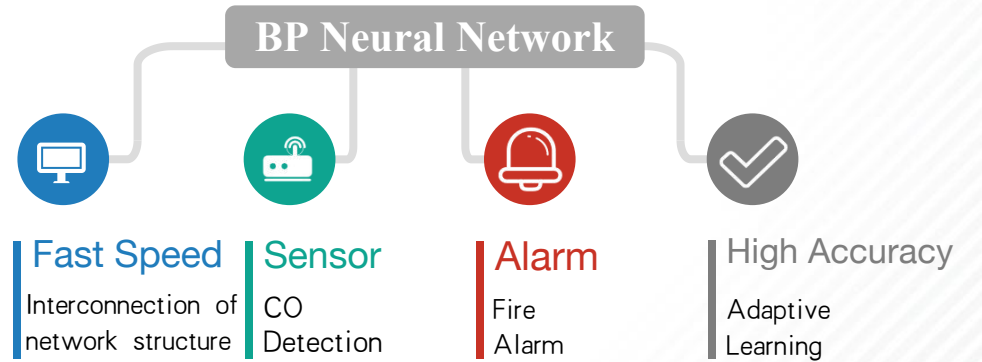 BP Neural Network
Fast Speed
Interconnection of
network structure
Sensor
CO
Detection
Alarm
Fire
Alarm
High Accuracy
Adaptive
Learning